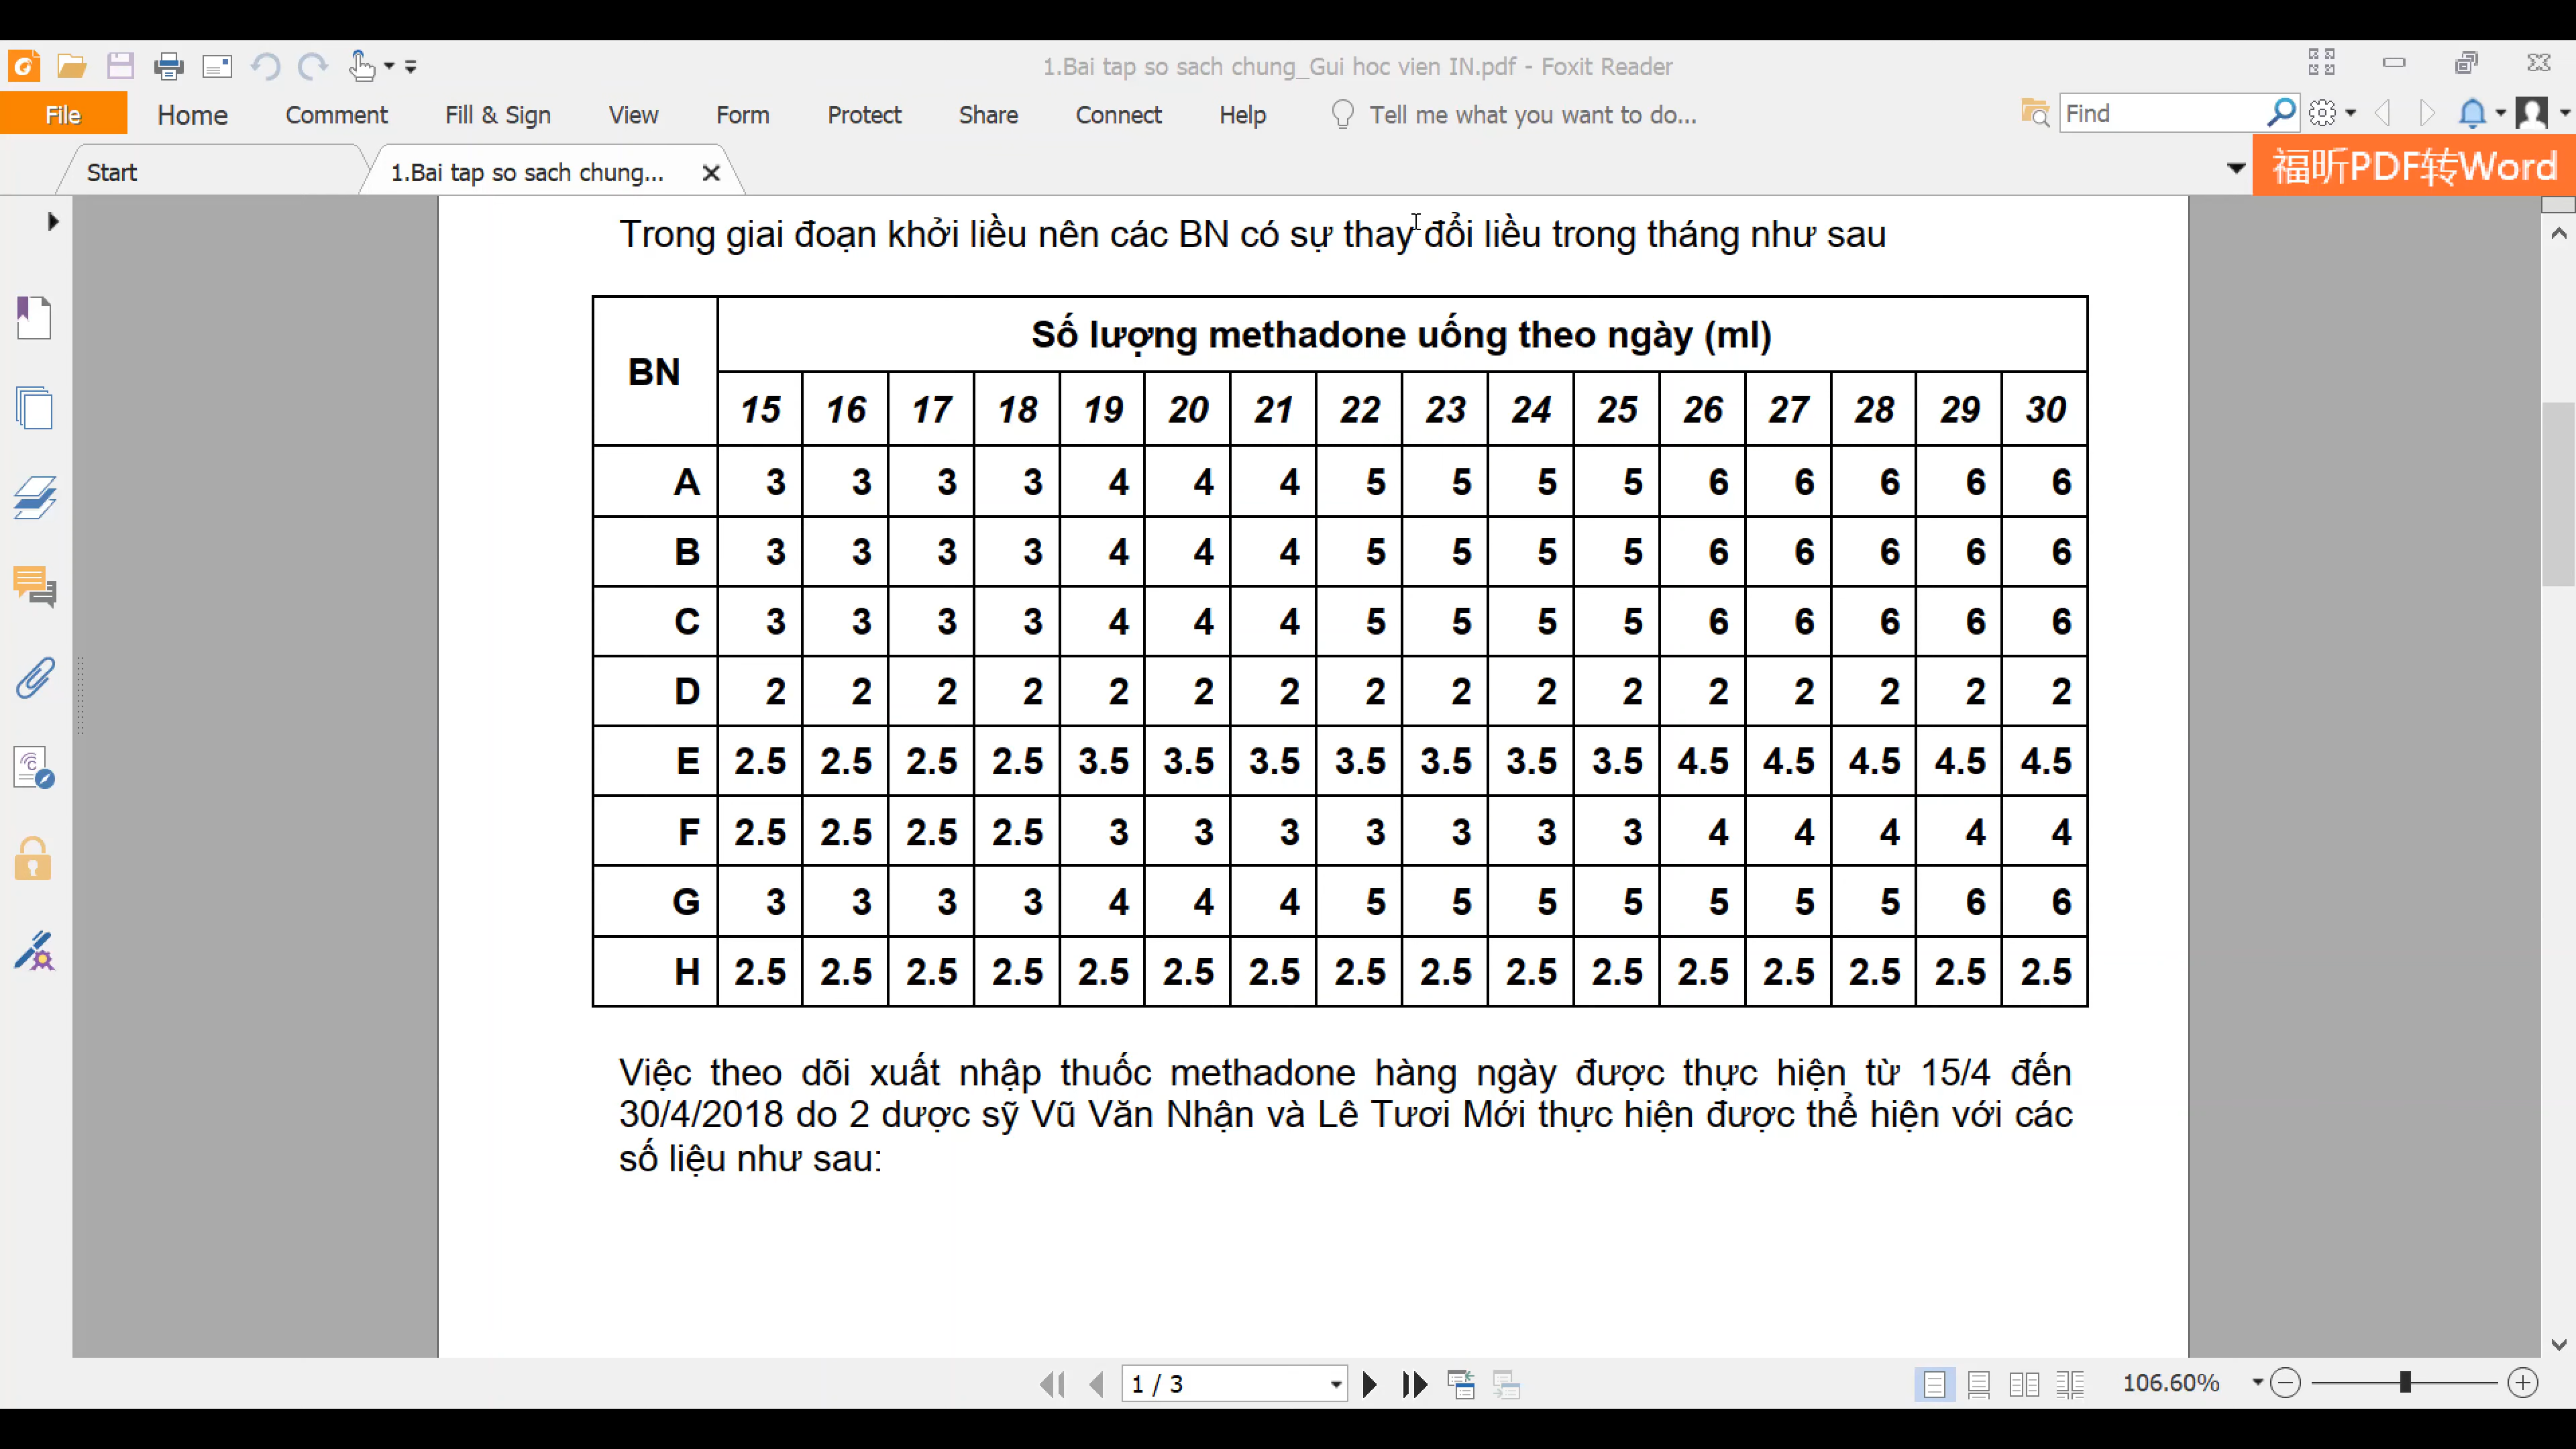 1.Bai tap so sach chung_Gui hoc vien IN.pdf - Foxit Reader
File Home Comment Fill & Sign View Form Protect Share Connect Help Tell me what you want to do... Find
Start 1.Bai tap so sach chung... 福昕PDF转Word
Trong giai đoạn khởi liều nên các BN có sự thay đổi liều trong tháng như sau
BN Số lượng methadone uống theo ngày (ml)
15 16 17 18 19 20 21 22 23 24 25 26 27 28 29 30
A 3 3 3 3 4 4 4 5 5 5 5 6 6 6 6 6
B 3 3 3 3 4 4 4 5 5 5 5 6 6 6 6 6
C 3 3 3 3 4 4 4 5 5 5 5 6 6 6 6 6
D 2 2 2 2 2 2 2 2 2 2 2 2 2 2 2 2
E 2.5 2.5 2.5 2.5 3.5 3.5 3.5 3.5 3.5 3.5 3.5 4.5 4.5 4.5 4.5 4.5
F 2.5 2.5 2.5 2.5 3 3 3 3 3 3 3 4 4 4 4 4
G 3 3 3 3 4 4 4 5 5 5 5 5 5 5 6 6
H 2.5 2.5 2.5 2.5 2.5 2.5 2.5 2.5 2.5 2.5 2.5 2.5 2.5 2.5 2.5 2.5
Việc theo dõi xuất nhập thuốc methadone hàng ngày được thực hiện từ 15/4 đến
30/4/2018 do 2 dược sỹ Vũ Văn Nhận và Lê Tươi Mới thực hiện được thể hiện với các
số liệu như sau:
1 / 3 106.60%